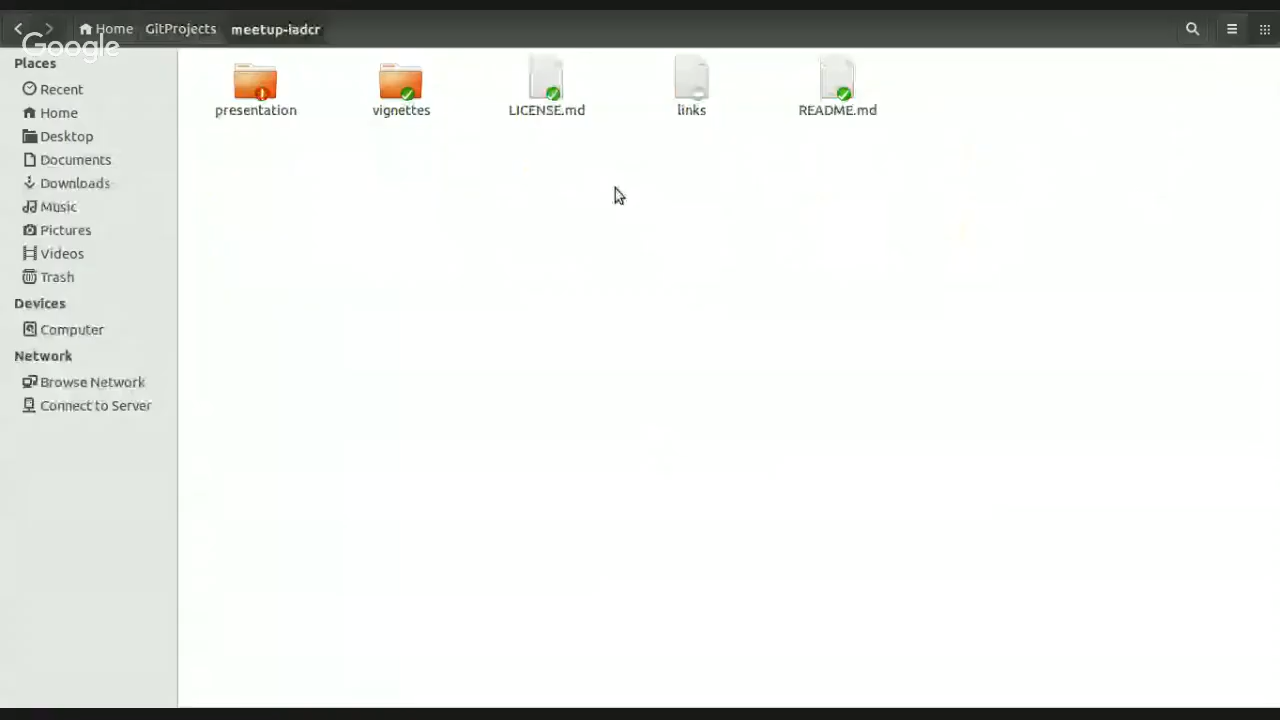 Home GitProjects meetup-iadcr
Google
Places
Recent
Home
Desktop
Documents
Downloads
Music
Pictures
Videos
Trash
Devices
Computer
Network
Browse Network
Connect to Server
presentation vignettes LICENSE.md links README.md